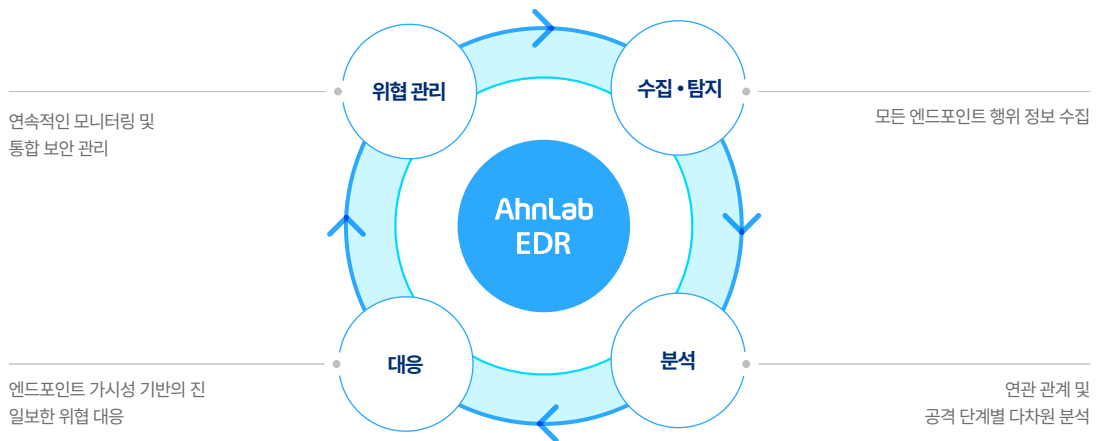 위협 관리
수집 • 탐지
연속적인 모니터링 및
통합 보안 관리
모든 엔드포인트 행위 정보 수집
AhnLab
EDR
대응
분석
엔드포인트 가시성 기반의 진
일보한 위협 대응
연관 관계 및
공격 단계별 다차원 분석